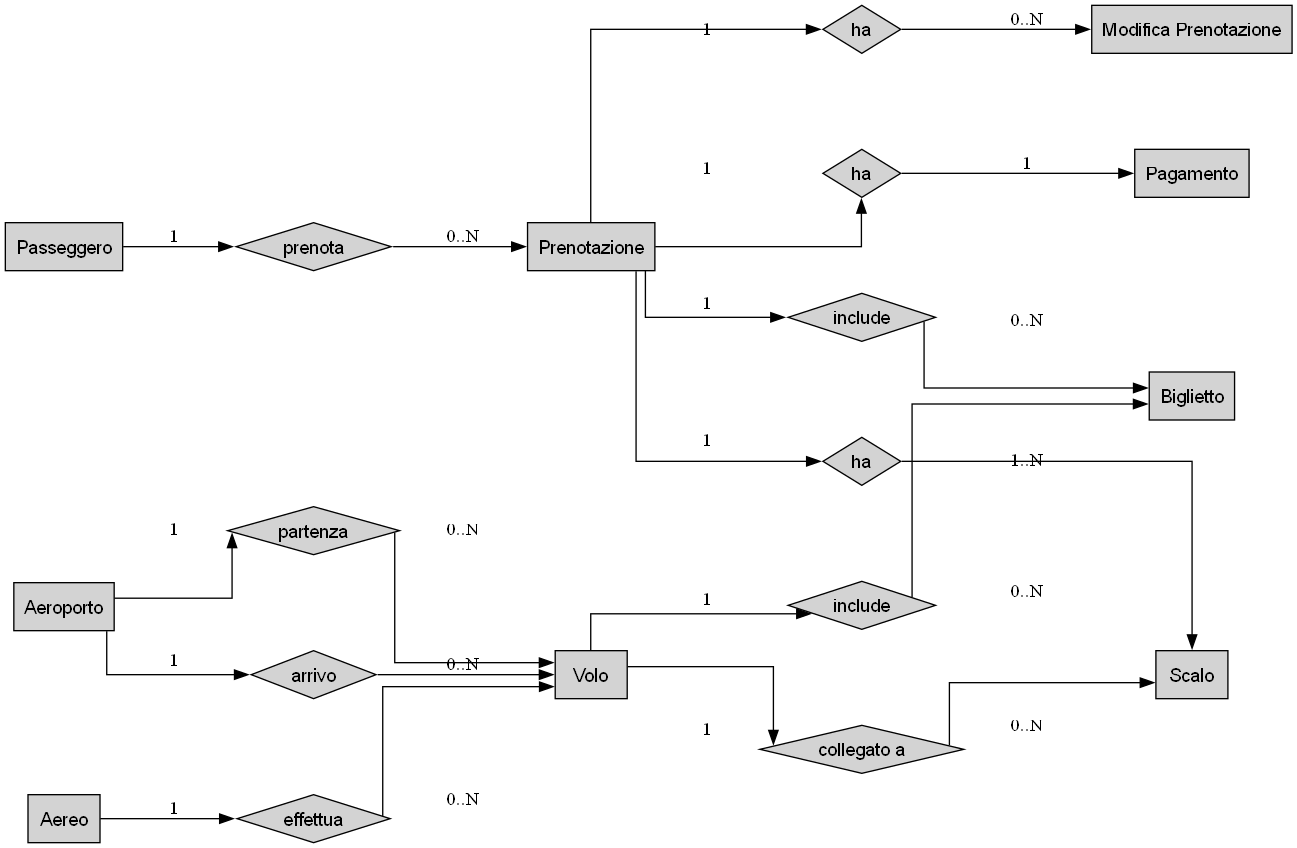 1
ha
0..N
Modifica Prenotazione
1
ha
1
Pagamento
Passeggero
1
prenota
0..N
Prenotazione
1
include
0..N
Biglietto
1
ha
1..N
1
partenza
0..N
Aeroporto
1
include
0..N
1
arrivo
0..N
Volo
Scalo
1
collegato a
0..N
Aereo
1
effettua
0..N